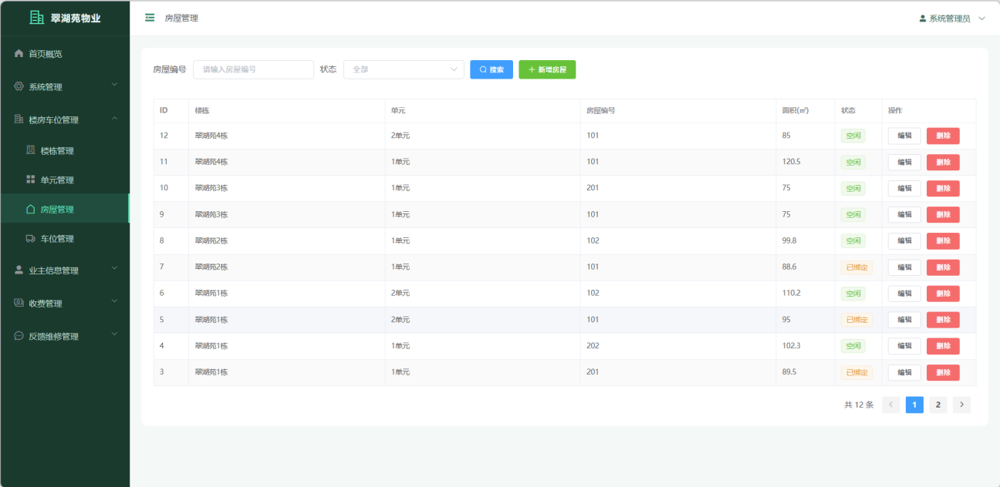 翠湖苑物业
房屋管理
系统管理员
首页概览
系统管理
楼房车位管理
楼栋管理
单元管理
房屋管理
车位管理
业主信息管理
收费管理
反馈维修管理
房屋编号 请输入房屋编号 状态 全部 搜索 新增房屋
ID 楼栋 单元 房屋编号 面积(㎡) 状态 操作
12 翠湖苑4栋 2单元 101 85 空闲 编辑 删除
11 翠湖苑4栋 1单元 101 120.5 空闲 编辑 删除
10 翠湖苑3栋 1单元 201 75 空闲 编辑 删除
9 翠湖苑3栋 1单元 101 75 空闲 编辑 删除
8 翠湖苑2栋 1单元 102 99.8 空闲 编辑 删除
7 翠湖苑2栋 1单元 101 88.6 已绑定 编辑 删除
6 翠湖苑1栋 2单元 102 110.2 空闲 编辑 删除
5 翠湖苑1栋 2单元 101 95 已绑定 编辑 删除
4 翠湖苑1栋 1单元 202 102.3 空闲 编辑 删除
3 翠湖苑1栋 1单元 201 89.5 已绑定 编辑 删除
共 12 条 1 2